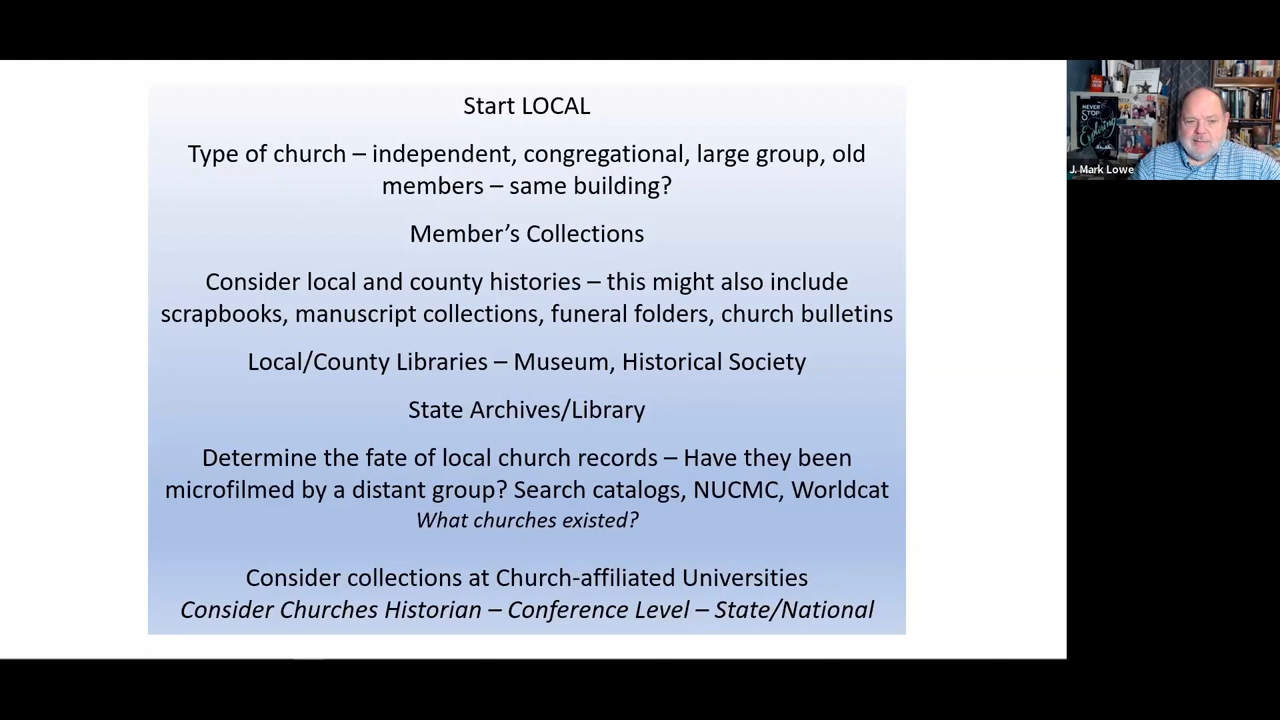 Start LOCAL
Type of church – independent, congregational, large group, old
members – same building?
Member’s Collections
Consider local and county histories – this might also include
scrapbooks, manuscript collections, funeral folders, church bulletins
Local/County Libraries – Museum, Historical Society
State Archives/Library
Determine the fate of local church records – Have they been
microfilmed by a distant group? Search catalogs, NUCMC, Worldcat
What churches existed?
Consider collections at Church-affiliated Universities
Consider Churches Historian – Conference Level – State/National
NEVER
STOP
Exploring
J. Mark Lowe